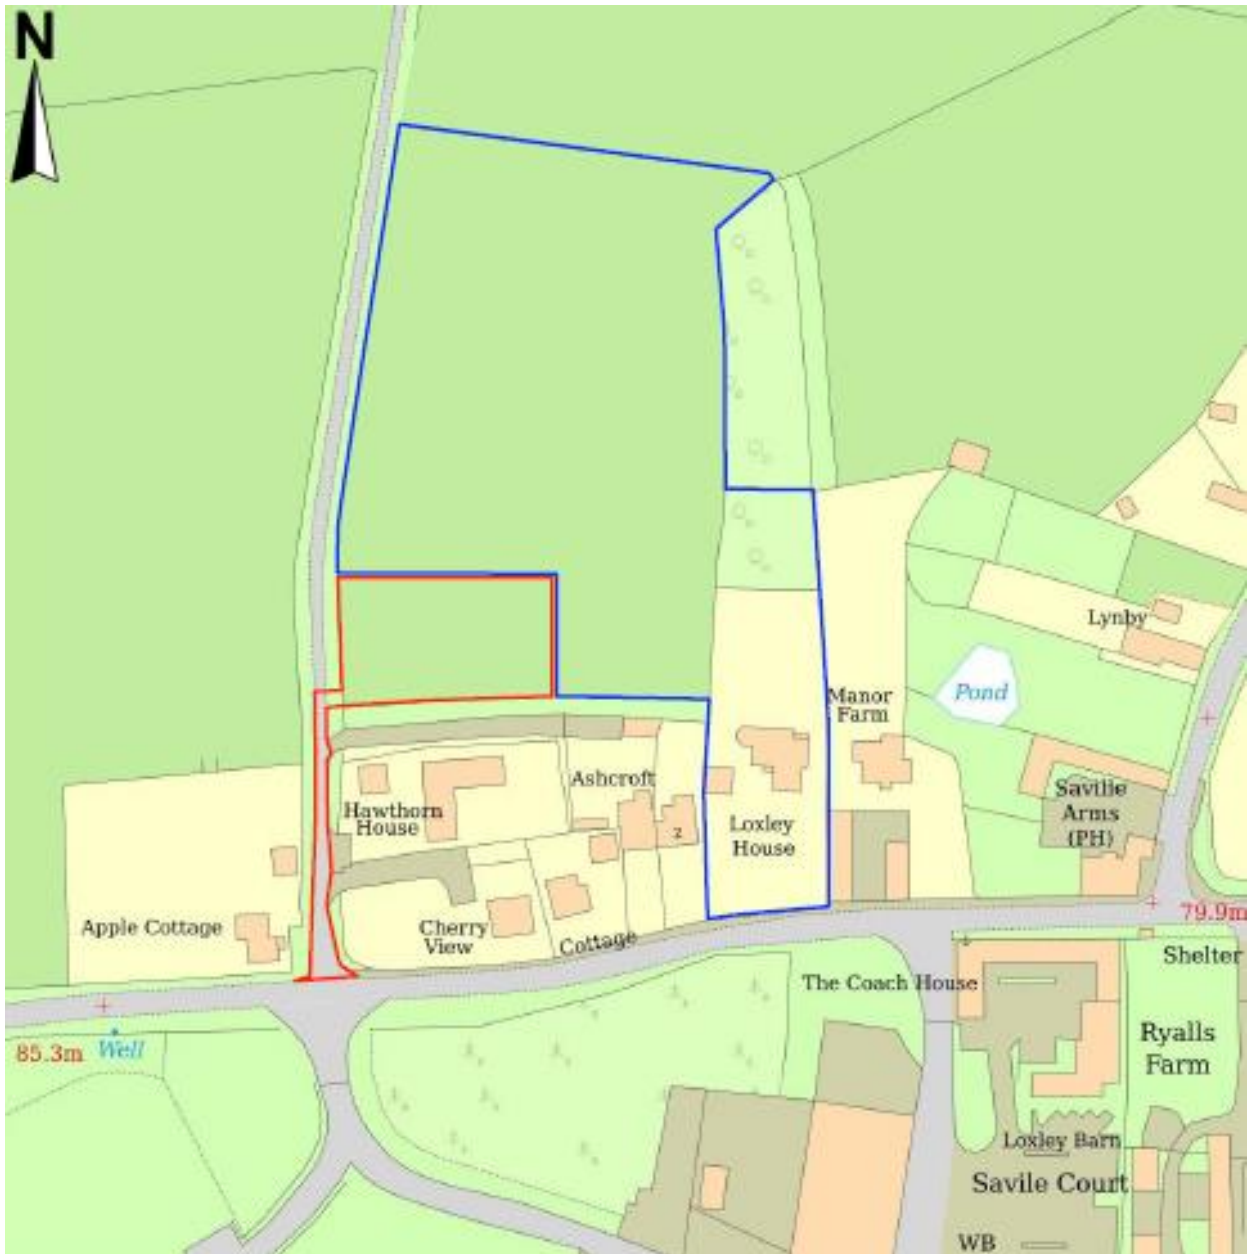 N
Lynby
Pond
Manor
Farm
Ashcroft
Saville
Arms
(PH)
Hawthorn
House
2
Loxley
House
79.9m
Apple Cottage
Cherry
View
Cottage
Shelter
The Coach House
85.3m
Well
Ryalls
Farm
Loxley Barn
Savile Court
WB